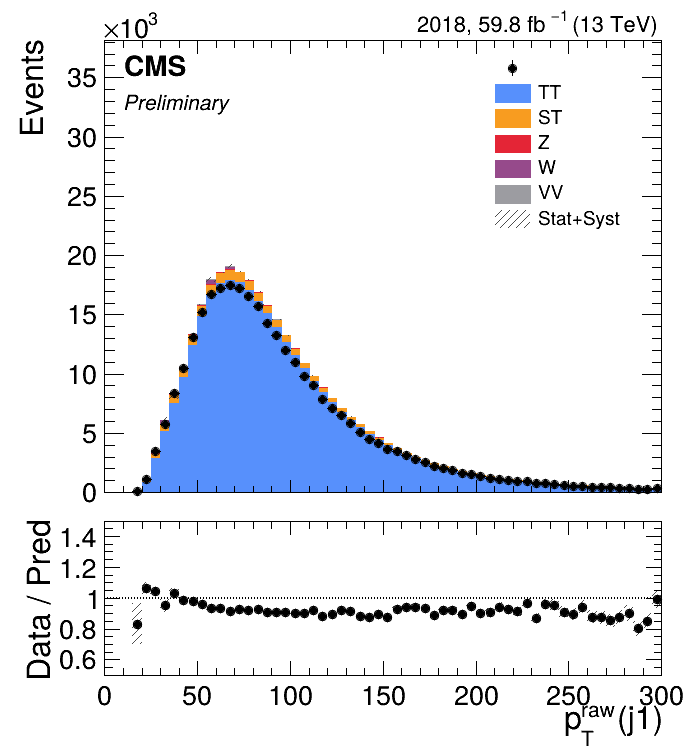 ×10³
2018, 59.8 fb⁻¹ (13 TeV)
CMS
Preliminary
Events
TT
ST
Z
W
VV
Stat+Syst
35
30
25
20
15
10
5
0
Data / Pred
1.4
1.2
1
0.8
0.6
0 50 100 150 200 250 300
p_T^raw(j1)